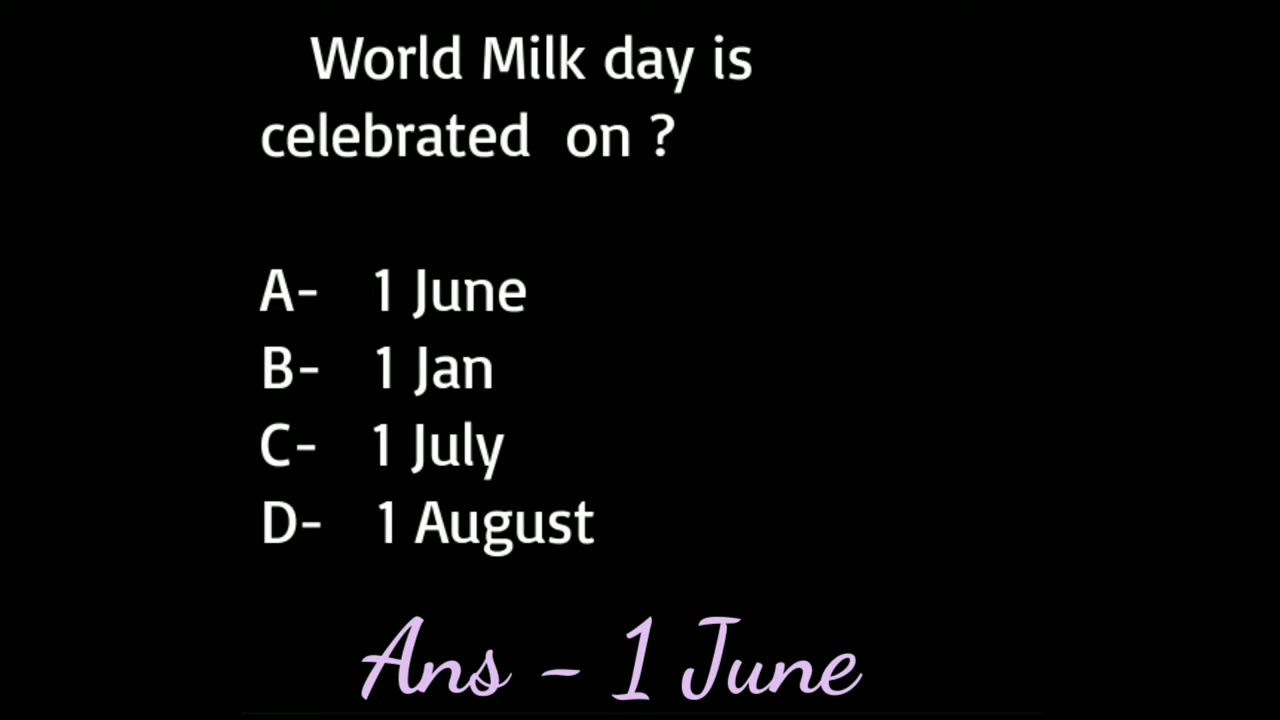 World Milk day is
celebrated on ?
A- 1 June
B- 1 Jan
C- 1 July
D- 1 August
Ans - 1 June